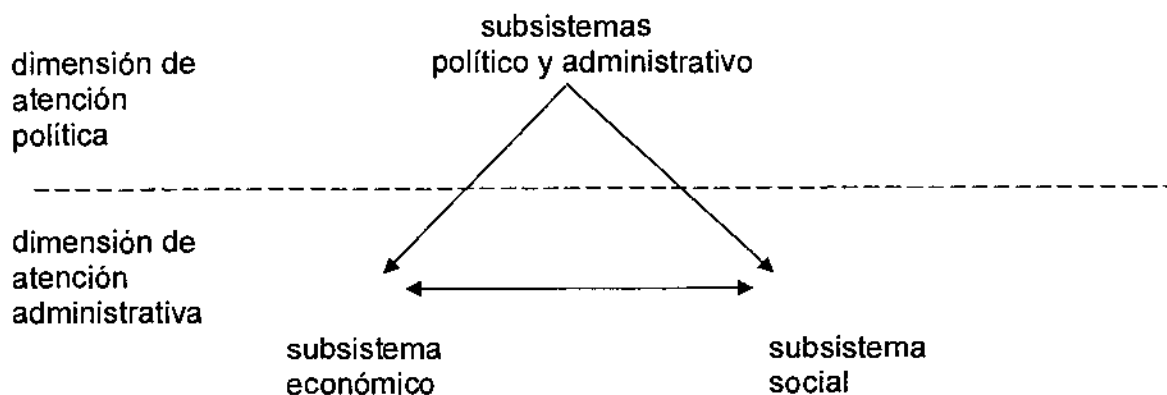 subsistemas
político y administrativo
dimensión de
atención
política
dimensión de
atención
administrativa
subsistema
económico
subsistema
social